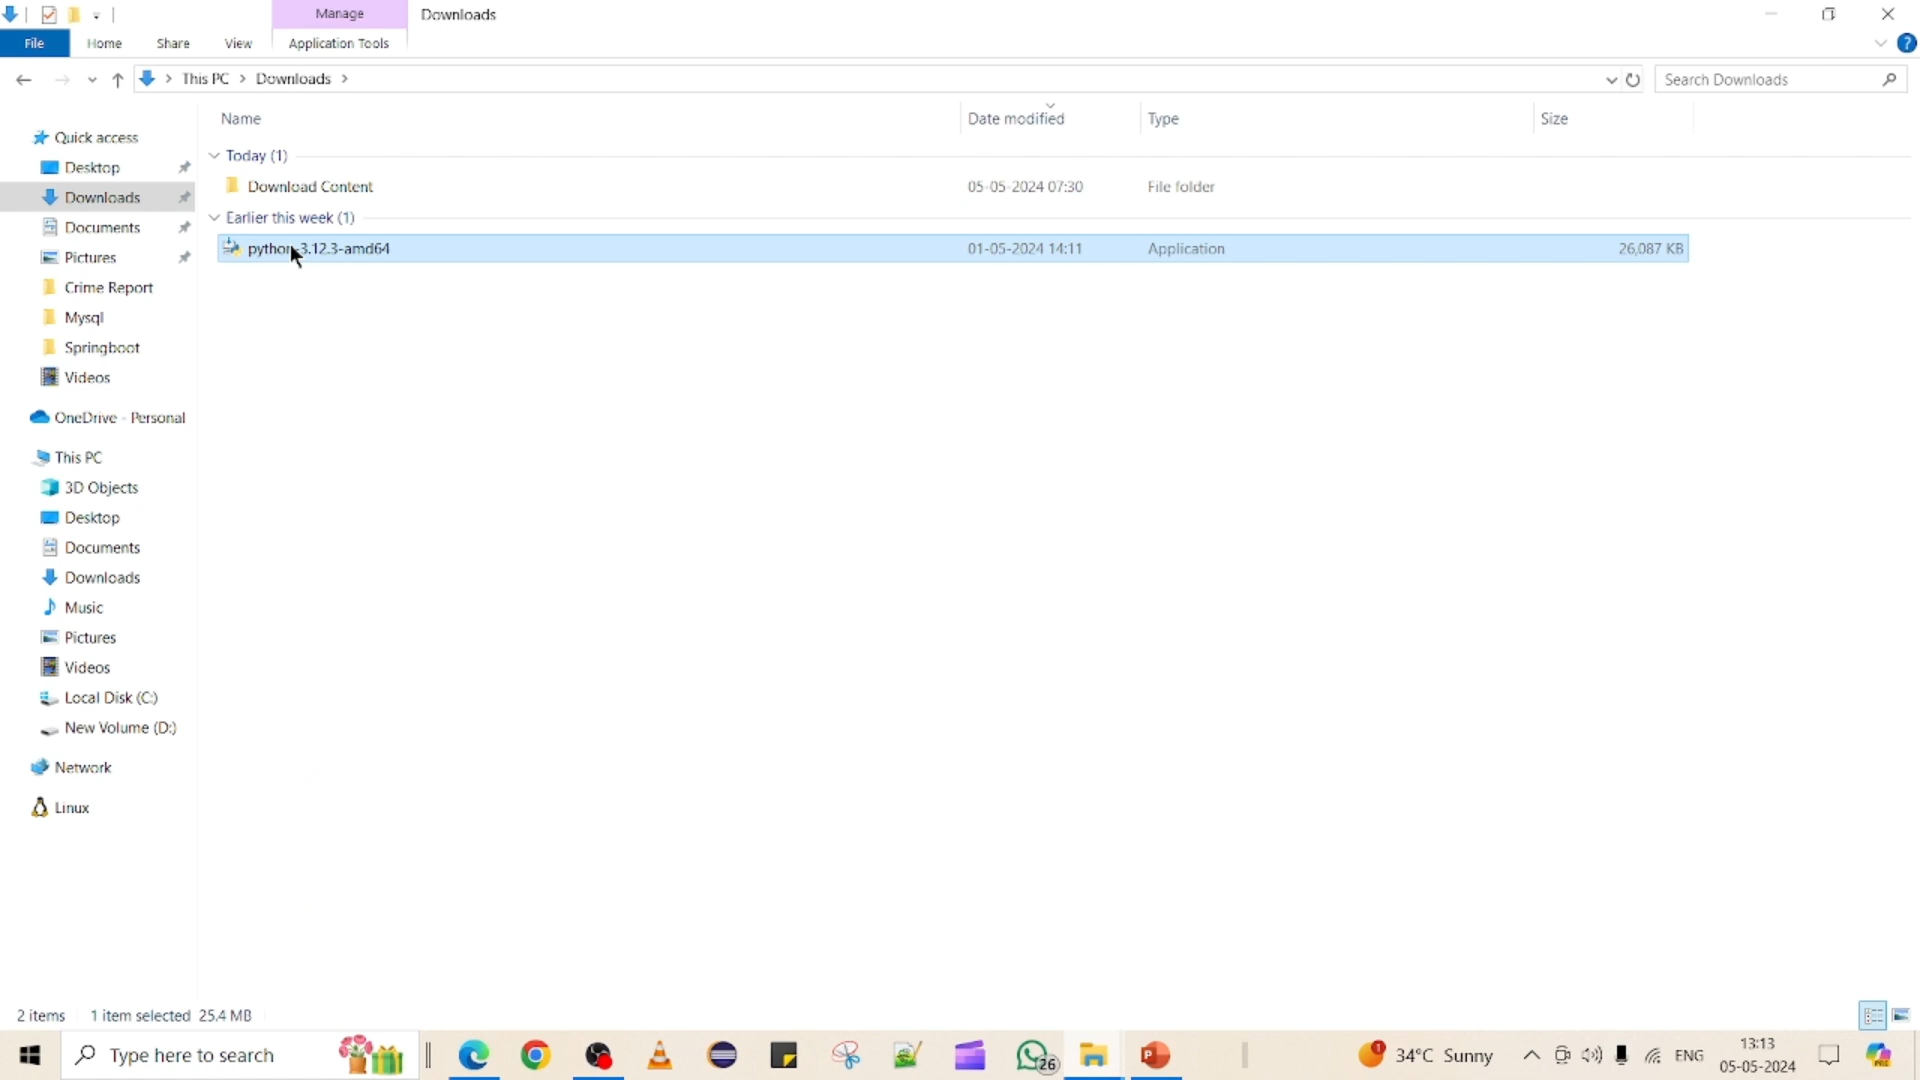 Manage
Downloads
File
Home
Share
View
Application Tools
This PC
Downloads
Search Downloads
Name
Date modified
Type
Size
Quick access
Desktop
Downloads
Documents
Pictures
Crime Report
Mysql
Springboot
Videos
OneDrive - Personal
This PC
3D Objects
Desktop
Documents
Downloads
Music
Pictures
Videos
Local Disk (C:)
New Volume (D:)
Network
Linux
Today (1)
Download Content 05-05-2024 07:30 File folder
Earlier this week (1)
python-3.12.3-amd64 01-05-2024 14:11 Application 26,087 KB
2 items 1 item selected 25.4 MB
Type here to search
26
1
34°C Sunny
ENG
13:13
05-05-2024